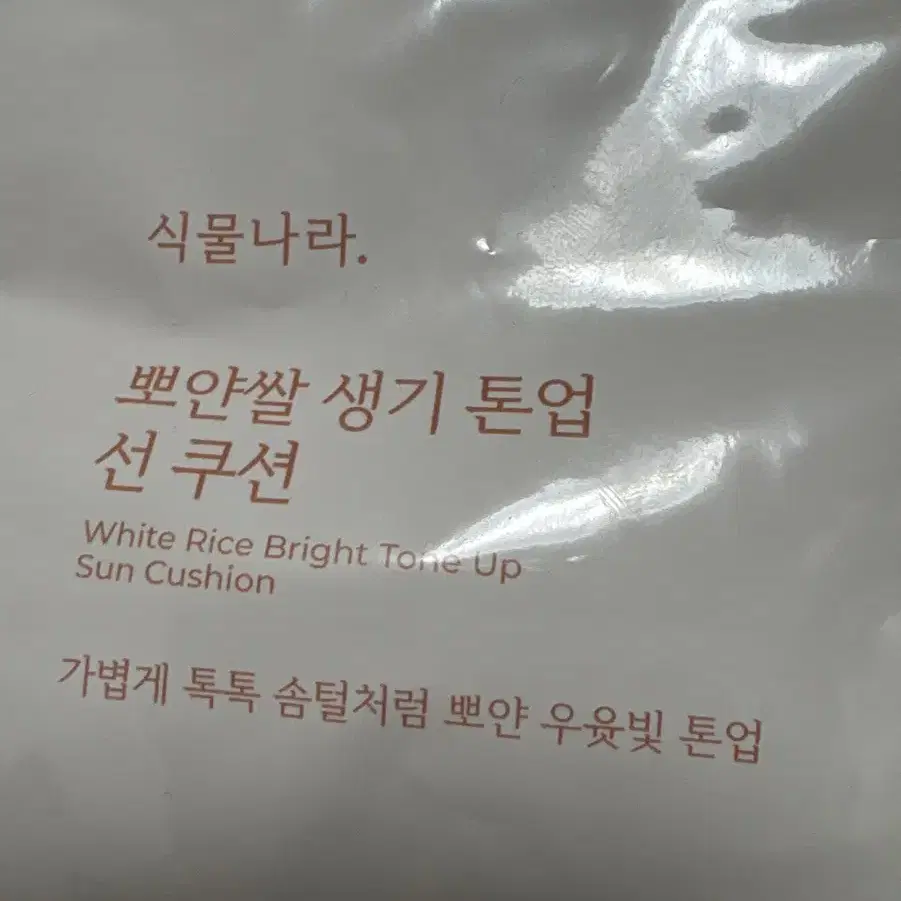 식물나라.
뽀얀쌀 생기 톤업
선 쿠션
White Rice Bright Tone Up
Sun Cushion
가볍게 톡톡 솜털처럼 뽀얀 우윳빛 톤업